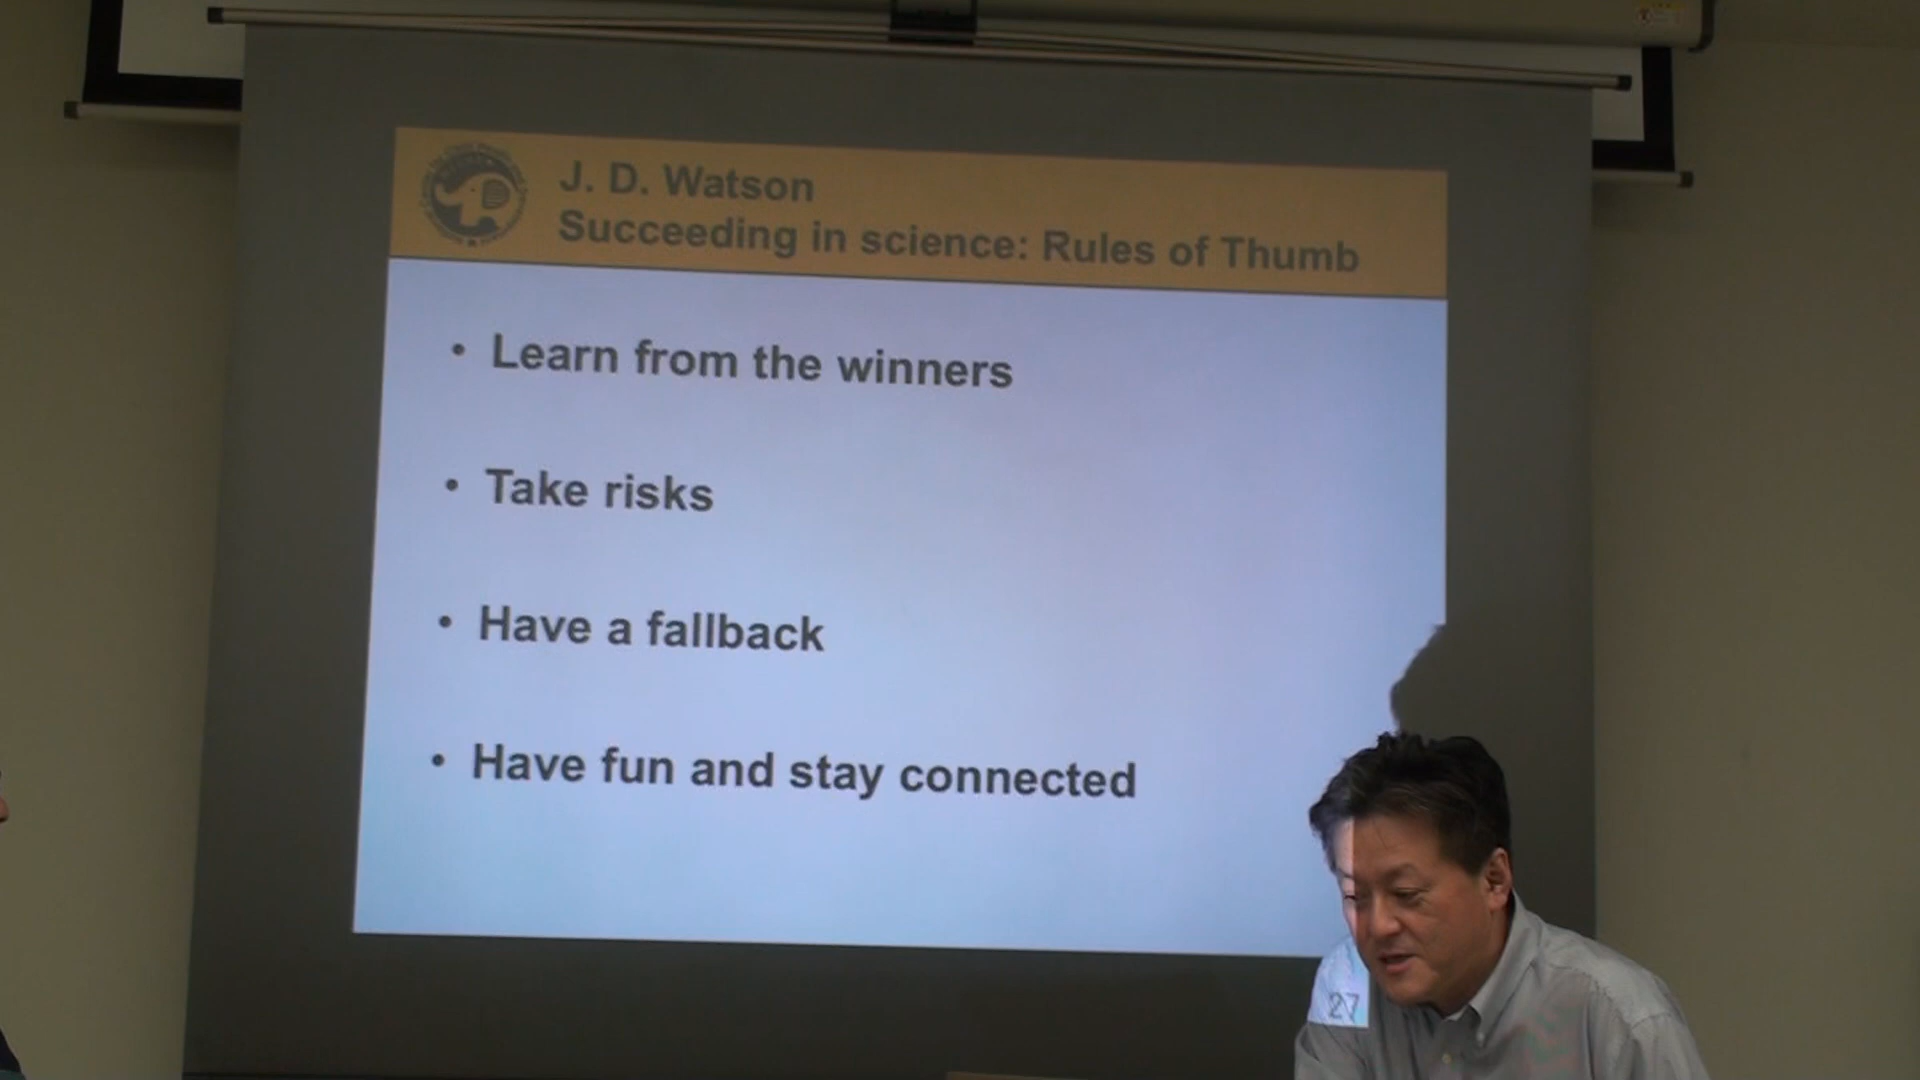 J. D. Watson
Succeeding in science: Rules of Thumb
• Learn from the winners
• Take risks
• Have a fallback
• Have fun and stay connected
27